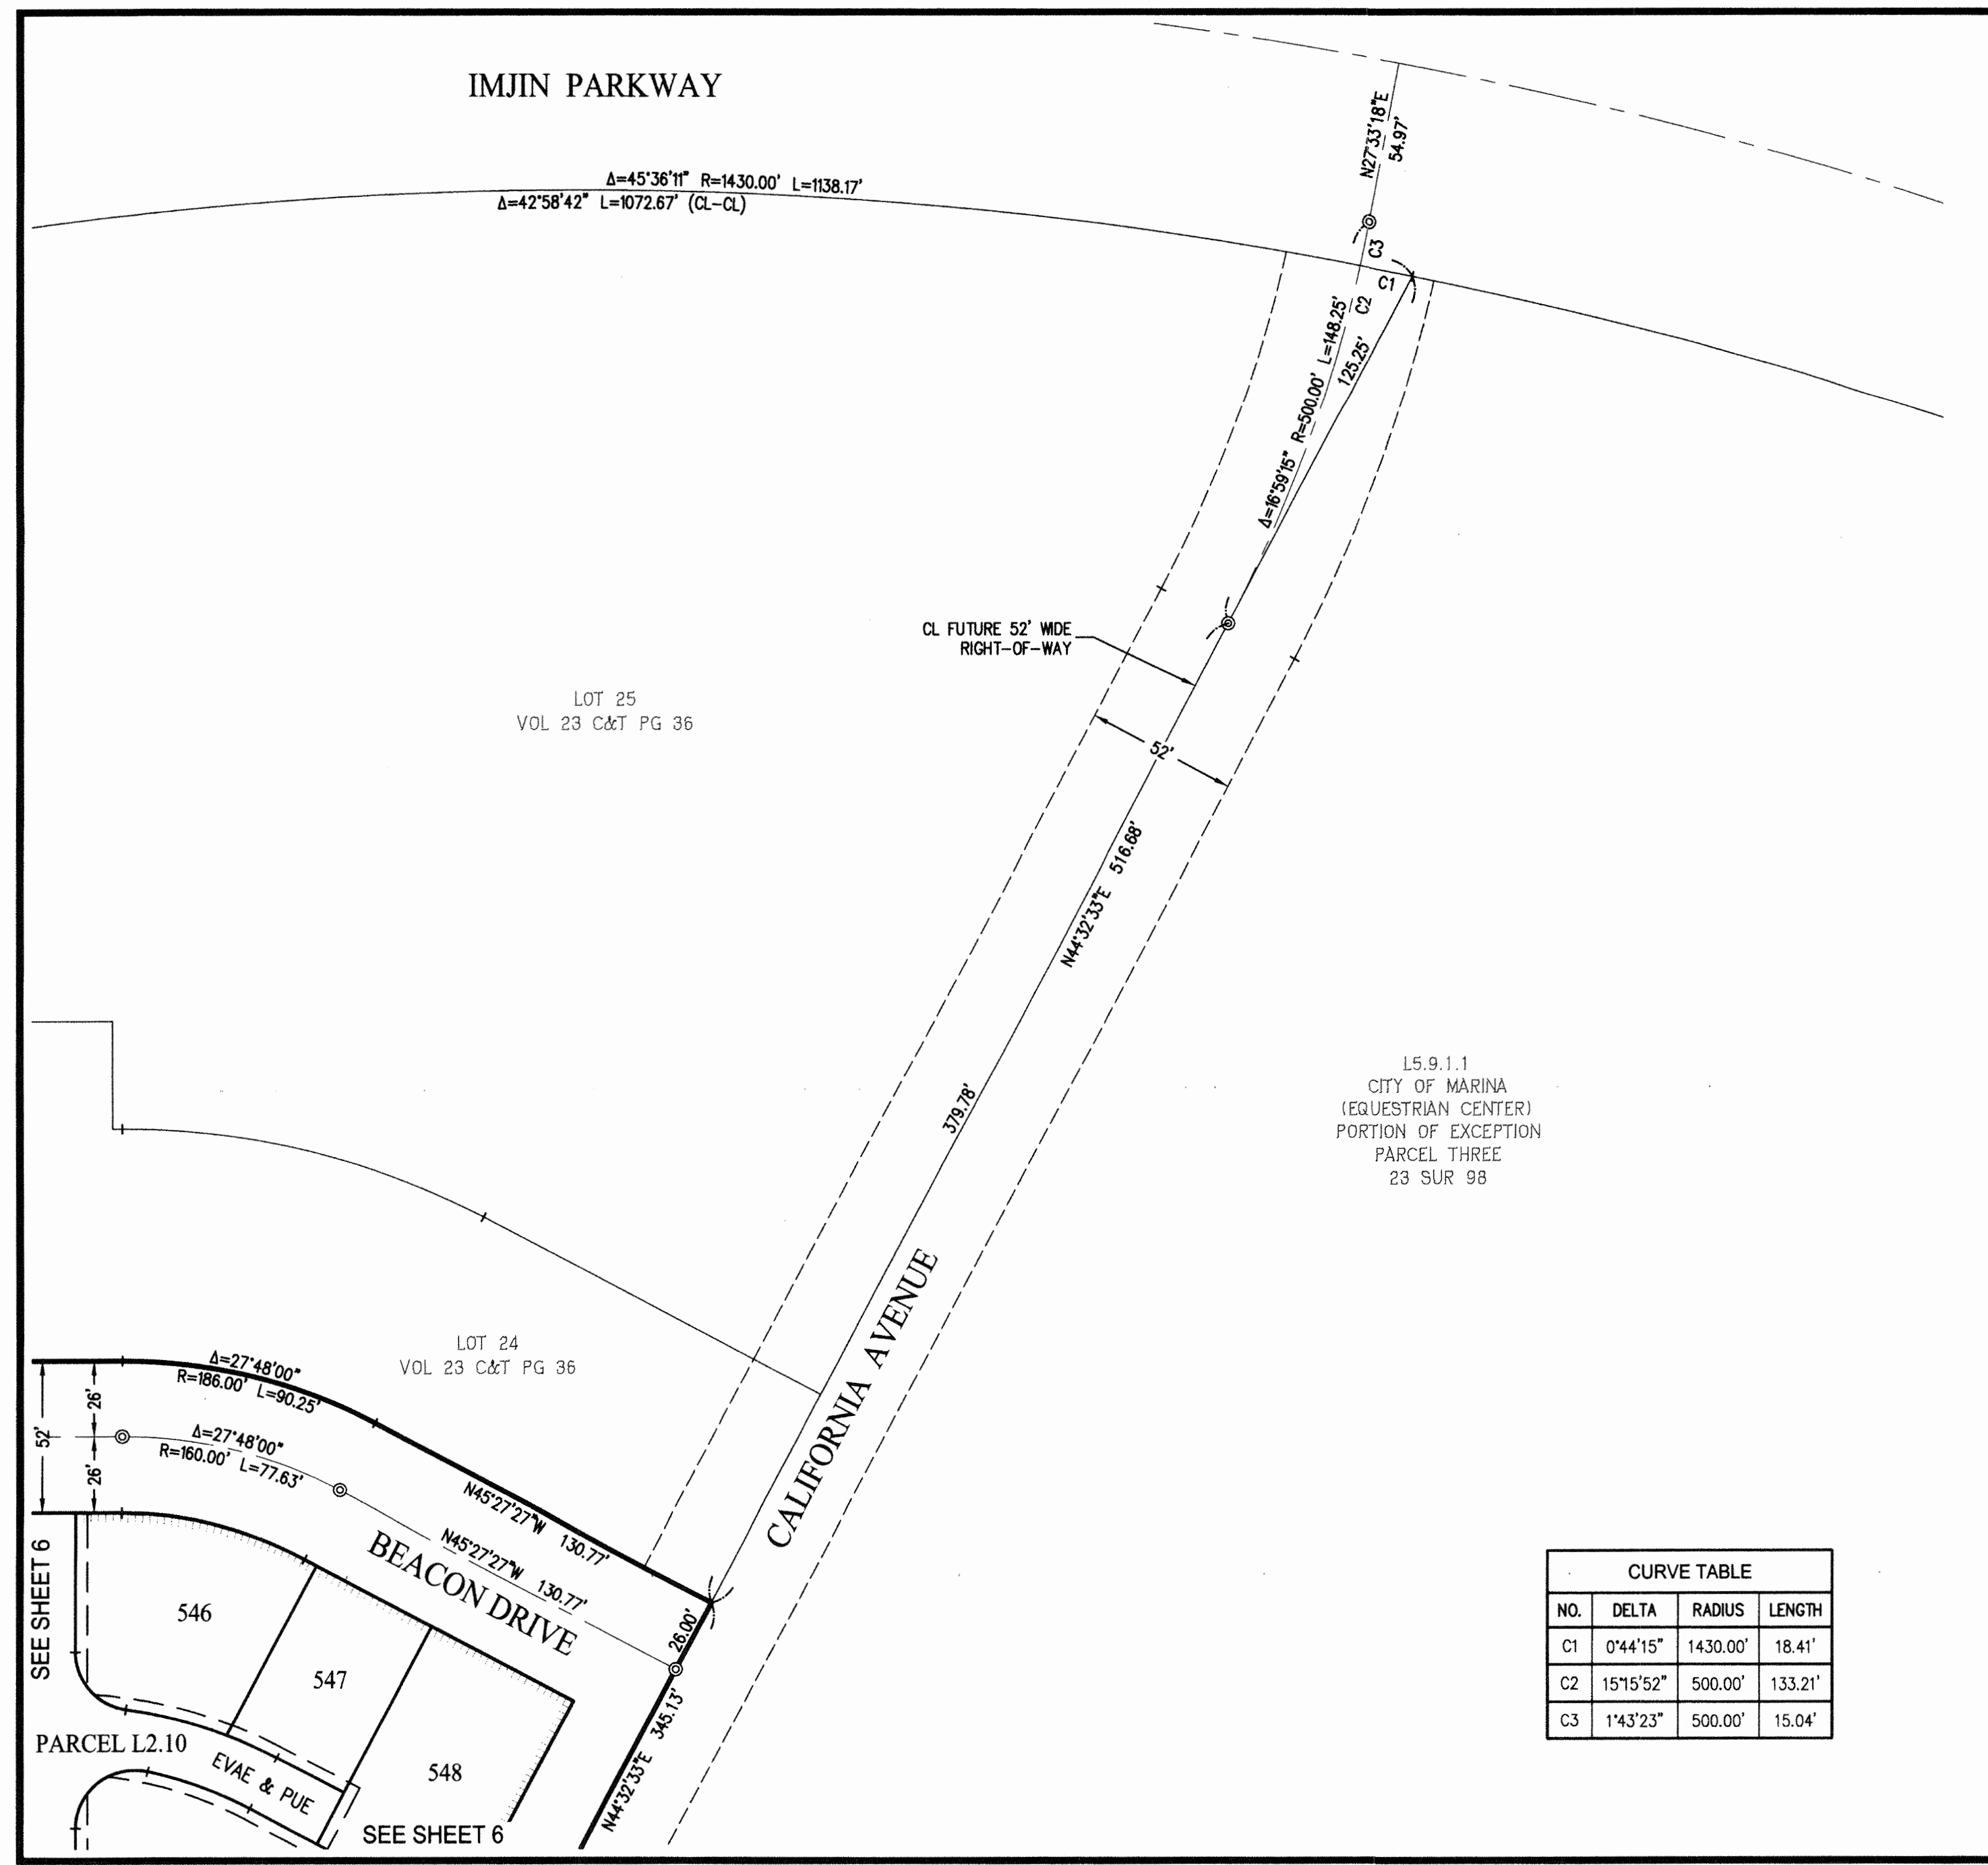 IMJIN PARKWAY
N27°33'18"E
54.97'
Δ=45°36'11" R=1430.00' L=1138.17'
Δ=42°58'42" L=1072.67' (CL-CL)
C3
C1
C2
Δ=16°59'15" R=500.00' L=148.25'
125.25'
CL FUTURE 52' WIDE
RIGHT-OF-WAY
LOT 25
VOL 23 C&T PG 36
52'
N44°32'33"E 516.68'
379.78'
L5.9.1.1
CITY OF MARINA
(EQUESTRIAN CENTER)
PORTION OF EXCEPTION
PARCEL THREE
23 SUR 98
CALIFORNIA AVENUE
LOT 24
VOL 23 C&T PG 36
Δ=27°48'00"
R=186.00' L=90.25'
26'
52'
26'
Δ=27°48'00"
R=160.00' L=77.63'
N45°27'27"W 130.77'
N45°27'27"W 130.77'
BEACON DRIVE
26.00'
N44°32'33"E 345.13'
SEE SHEET 6
546
547
548
PARCEL L2.10
EVAE & PUE
SEE SHEET 6
CURVE TABLE
NO. DELTA RADIUS LENGTH
C1 0°44'15" 1430.00' 18.41'
C2 15°15'52" 500.00' 133.21'
C3 1°43'23" 500.00' 15.04'